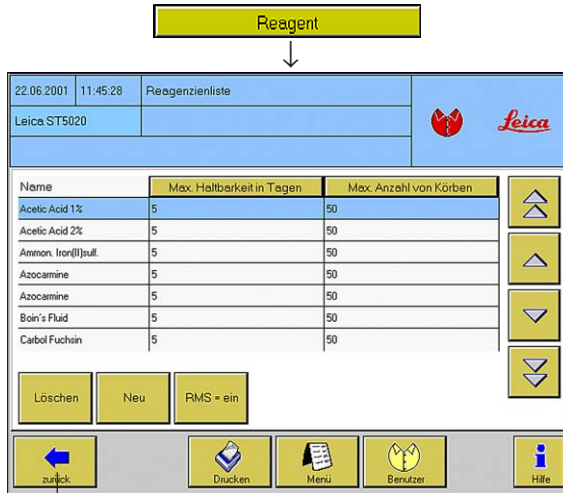 Reagent
22.06.2001 11:45:28 Reagenzienliste
Leica ST5020
Leica
Name Max. Haltbarkeit in Tagen Max. Anzahl von Körben
Acetic Acid 1% 5 50
Acetic Acid 2% 5 50
Ammon. Iron(II)sulf. 5 50
Azocarmine 5 50
Azocarmine 5 50
Boin's Fluid 5 50
Carbol Fuchsin 5 50
Löschen Neu RMS = ein
zurück Drucken Menü Benutzer Hilfe